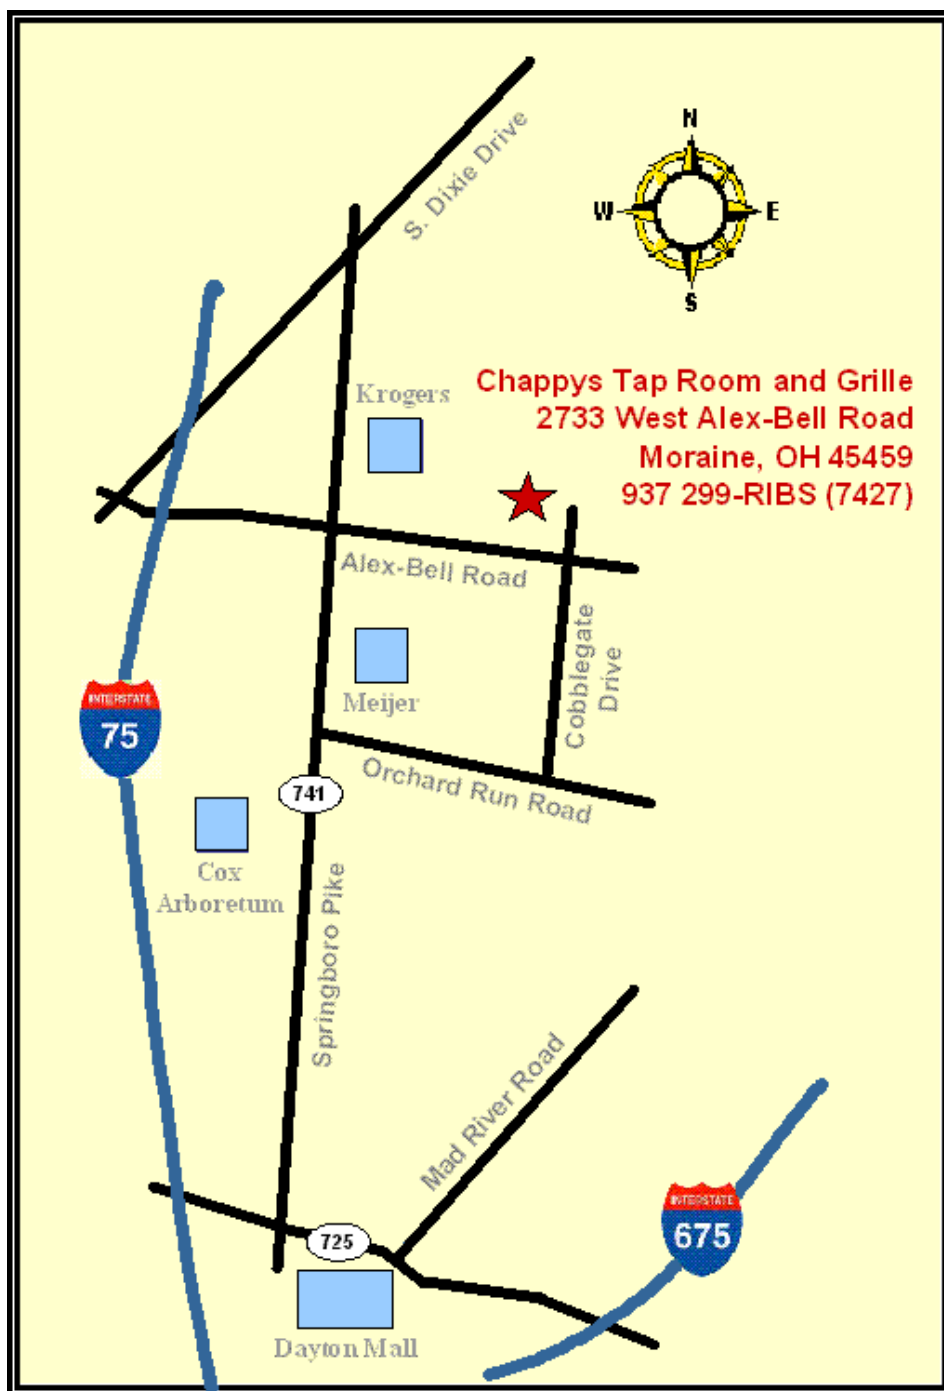 N
S. Dixie Drive
W
E
S
Chappys Tap Room and Grille
2733 West Alex-Bell Road
Moraine, OH 45459
937 299-RIBS (7427)
Krogers
Alex-Bell Road
Cobblegate
Drive
Meijer
INTERSTATE
75
Orchard Run Road
741
Cox
Arboretum
Springboro Pike
Mad River Road
INTERSTATE
675
725
Dayton Mall